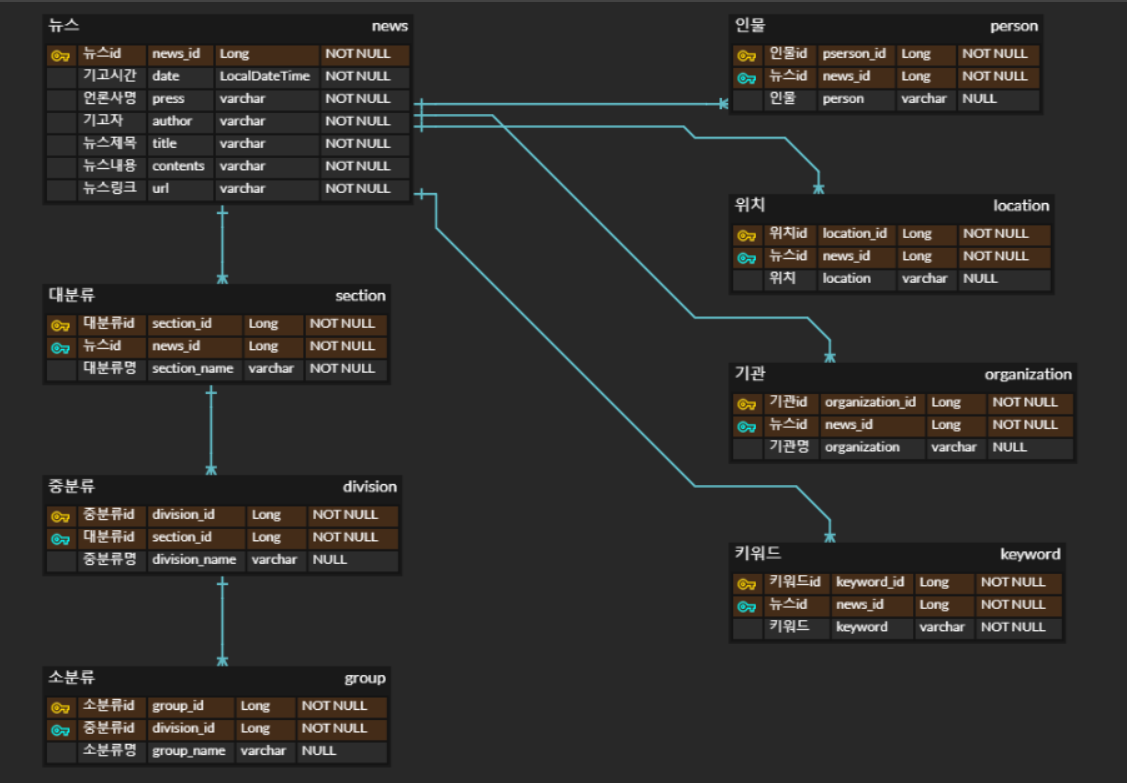 뉴스 news
뉴스id news_id Long NOT NULL
기고시간 date LocalDateTime NOT NULL
언론사명 press varchar NOT NULL
기고자 author varchar NOT NULL
뉴스제목 title varchar NOT NULL
뉴스내용 contents varchar NOT NULL
뉴스링크 url varchar NOT NULL
대분류 section
대분류id section_id Long NOT NULL
뉴스id news_id Long NOT NULL
대분류명 section_name varchar NOT NULL
중분류 division
중분류id division_id Long NOT NULL
대분류id section_id Long NOT NULL
중분류명 division_name varchar NULL
소분류 group
소분류id group_id Long NOT NULL
중분류id division_id Long NOT NULL
소분류명 group_name varchar NULL
인물 person
인물id pserson_id Long NOT NULL
뉴스id news_id Long NOT NULL
인물 person varchar NULL
위치 location
위치id location_id Long NOT NULL
뉴스id news_id Long NOT NULL
위치 location varchar NULL
기관 organization
기관id organization_id Long NOT NULL
뉴스id news_id Long NOT NULL
기관명 organization varchar NULL
키워드 keyword
키워드id keyword_id Long NOT NULL
뉴스id news_id Long NOT NULL
키워드 keyword varchar NOT NULL